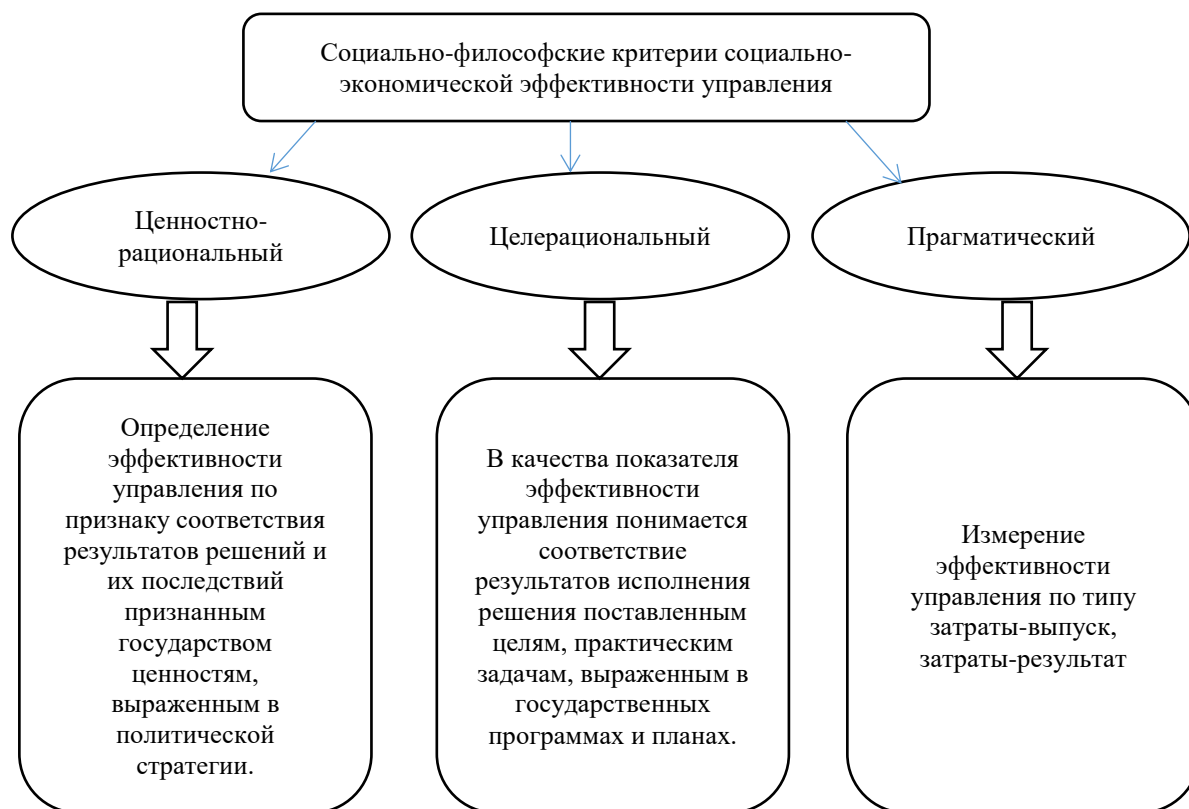 Социально-философские критерии социально-
экономической эффективности управления
Ценностно-
рациональный
Целерациональный
Прагматический
Определение
эффективности
управления по
признаку соответствия
результатов решений и
их последствий
признанным
государством
ценностям,
выраженным в
политической
стратегии.
В качества показателя
эффективности
управления понимается
соответствие
результатов исполнения
решения поставленным
целям, практическим
задачам, выраженным в
государственных
программах и планах.
Измерение
эффективности
управления по типу
затраты-выпуск,
затраты-результат